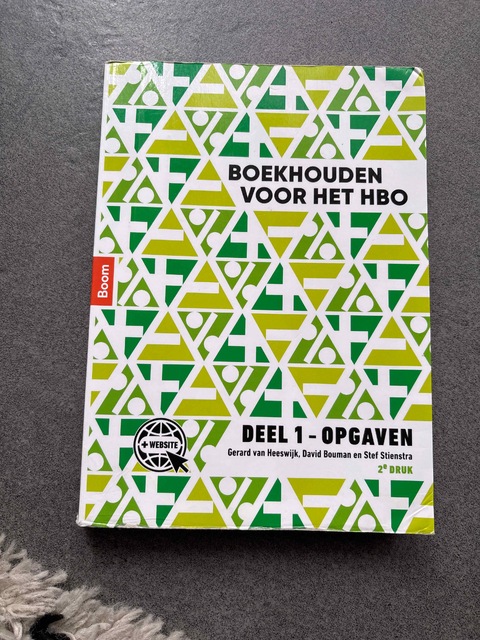 BOEKHOUDEN
VOOR HET HBO
Boom
+ WEBSITE
DEEL 1 – OPGAVEN
Gerard van Heeswijk, David Bouman en Stef Stienstra
2e DRUK